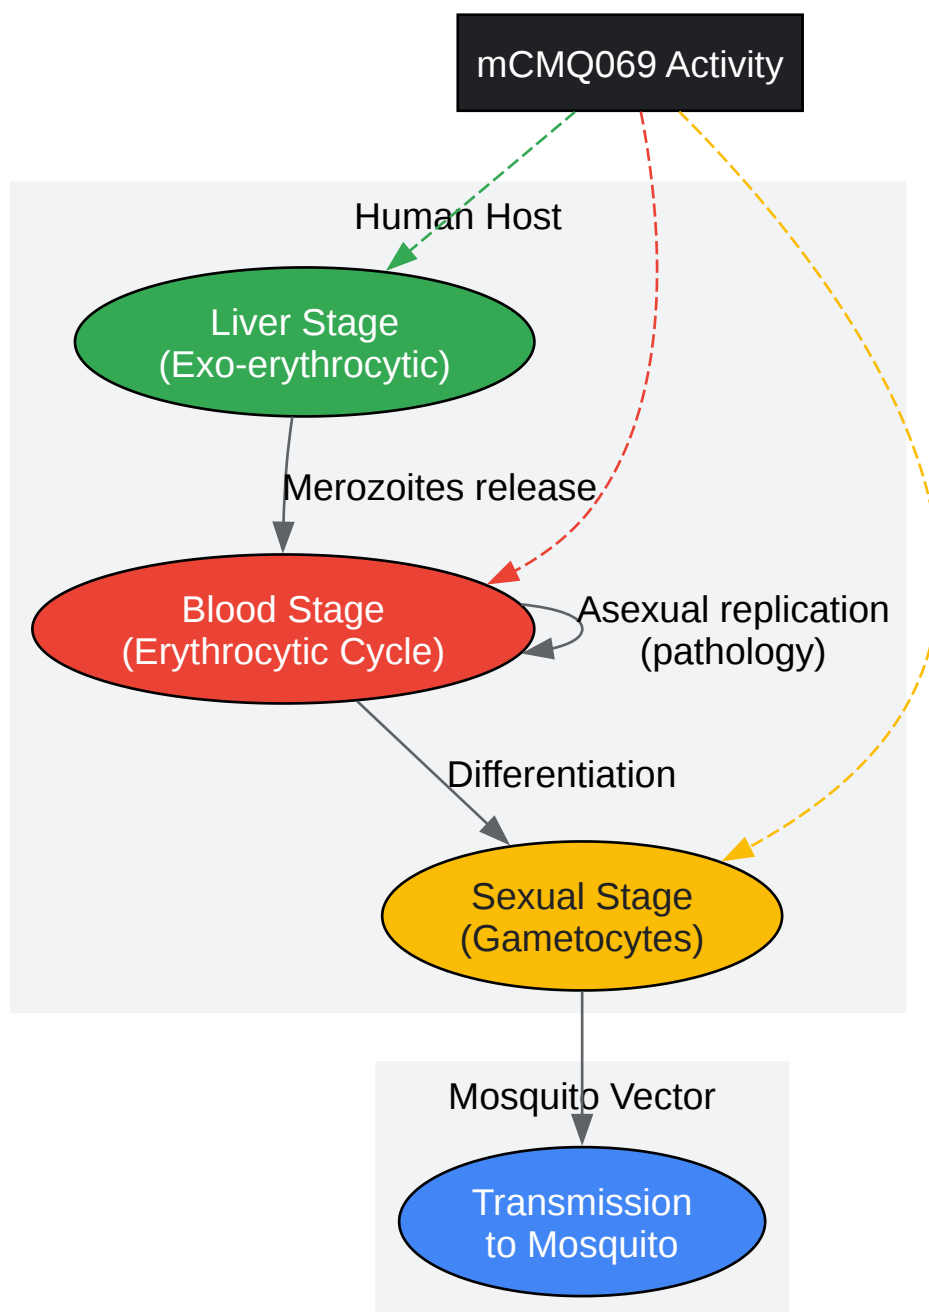 mCMQ069 Activity
Human Host
Liver Stage
(Exo-erythrocytic)
Merozoites release
Blood Stage
(Erythrocytic Cycle)
Asexual replication
(pathology)
Differentiation
Sexual Stage
(Gametocytes)
Mosquito Vector
Transmission
to Mosquito